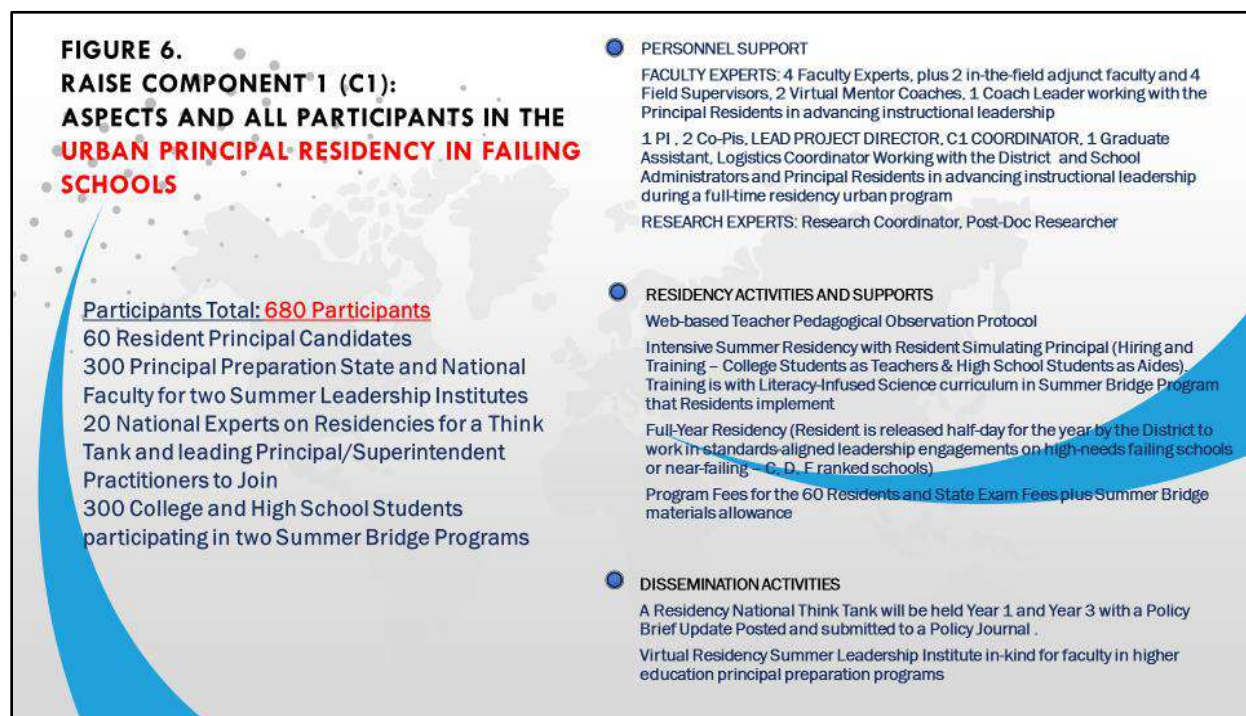 FIGURE 6.
RAISE COMPONENT 1 (C1):
ASPECTS AND ALL PARTICIPANTS IN THE
URBAN PRINCIPAL RESIDENCY IN FAILING
SCHOOLS
Participants Total: 680 Participants
60 Resident Principal Candidates
300 Principal Preparation State and National
Faculty for two Summer Leadership Institutes
20 National Experts on Residencies for a Think
Tank and leading Principal/Superintendent
Practitioners to Join
300 College and High School Students
participating in two Summer Bridge Programs
PERSONNEL SUPPORT
FACULTY EXPERTS: 4 Faculty Experts, plus 2 in-the-field adjunct faculty and 4
Field Supervisors, 2 Virtual Mentor Coaches, 1 Coach Leader working with the
Principal Residents in advancing instructional leadership
1 PI , 2 Co-Pis, LEAD PROJECT DIRECTOR, C1 COORDINATOR, 1 Graduate
Assistant, Logistics Coordinator Working with the District and School
Administrators and Principal Residents in advancing instructional leadership
during a full-time residency urban program
RESEARCH EXPERTS: Research Coordinator, Post-Doc Researcher
RESIDENCY ACTIVITIES AND SUPPORTS
Web-based Teacher Pedagogical Observation Protocol
Intensive Summer Residency with Resident Simulating Principal (Hiring and
Training – College Students as Teachers & High School Students as Aides).
Training is with Literacy-Infused Science curriculum in Summer Bridge Program
that Residents implement
Full-Year Residency (Resident is released half-day for the year by the District to
work in standards-aligned leadership engagements on high-needs failing schools
or near-failing – C, D, F ranked schools)
Program Fees for the 60 Residents and State Exam Fees plus Summer Bridge
materials allowance
DISSEMINATION ACTIVITIES
A Residency National Think Tank will be held Year 1 and Year 3 with a Policy
Brief Update Posted and submitted to a Policy Journal .
Virtual Residency Summer Leadership Institute in-kind for faculty in higher
education principal preparation programs